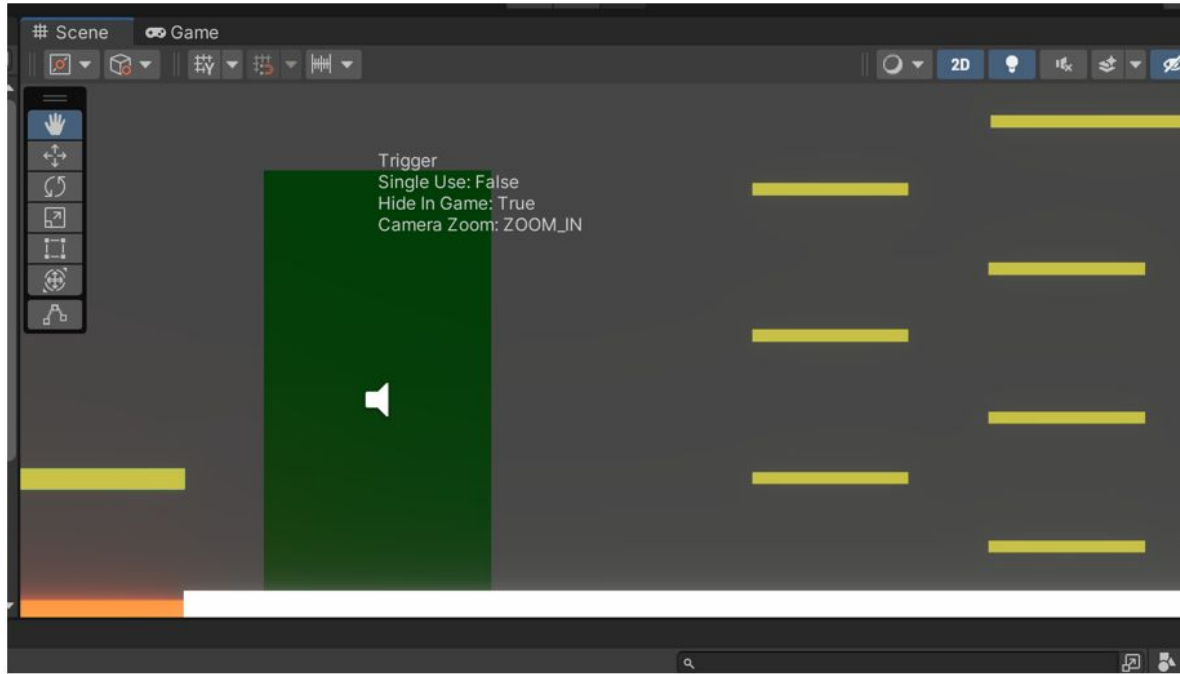 Scene
Game
2D
Trigger
Single Use: False
Hide In Game: True
Camera Zoom: ZOOM_IN